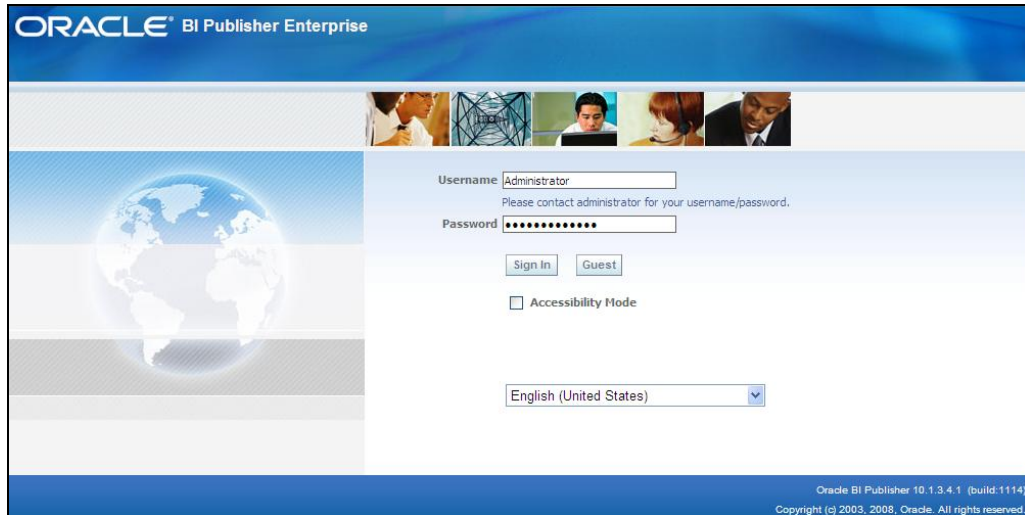 ORACLE® BI Publisher Enterprise
Username Administrator
Please contact administrator for your username/password.
Password •••••••••••••
Sign In Guest
Accessibility Mode
English (United States)
Oracle BI Publisher 10.1.3.4.1 (build:1114)
Copyright (c) 2003, 2008, Oracle. All rights reserved.